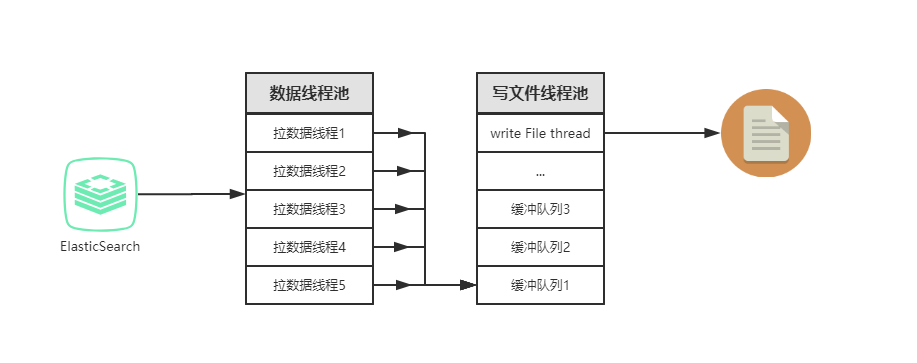 ElasticSearch
数据线程池
拉数据线程1
拉数据线程2
拉数据线程3
拉数据线程4
拉数据线程5
写文件线程池
write File thread
...
缓冲队列3
缓冲队列2
缓冲队列1